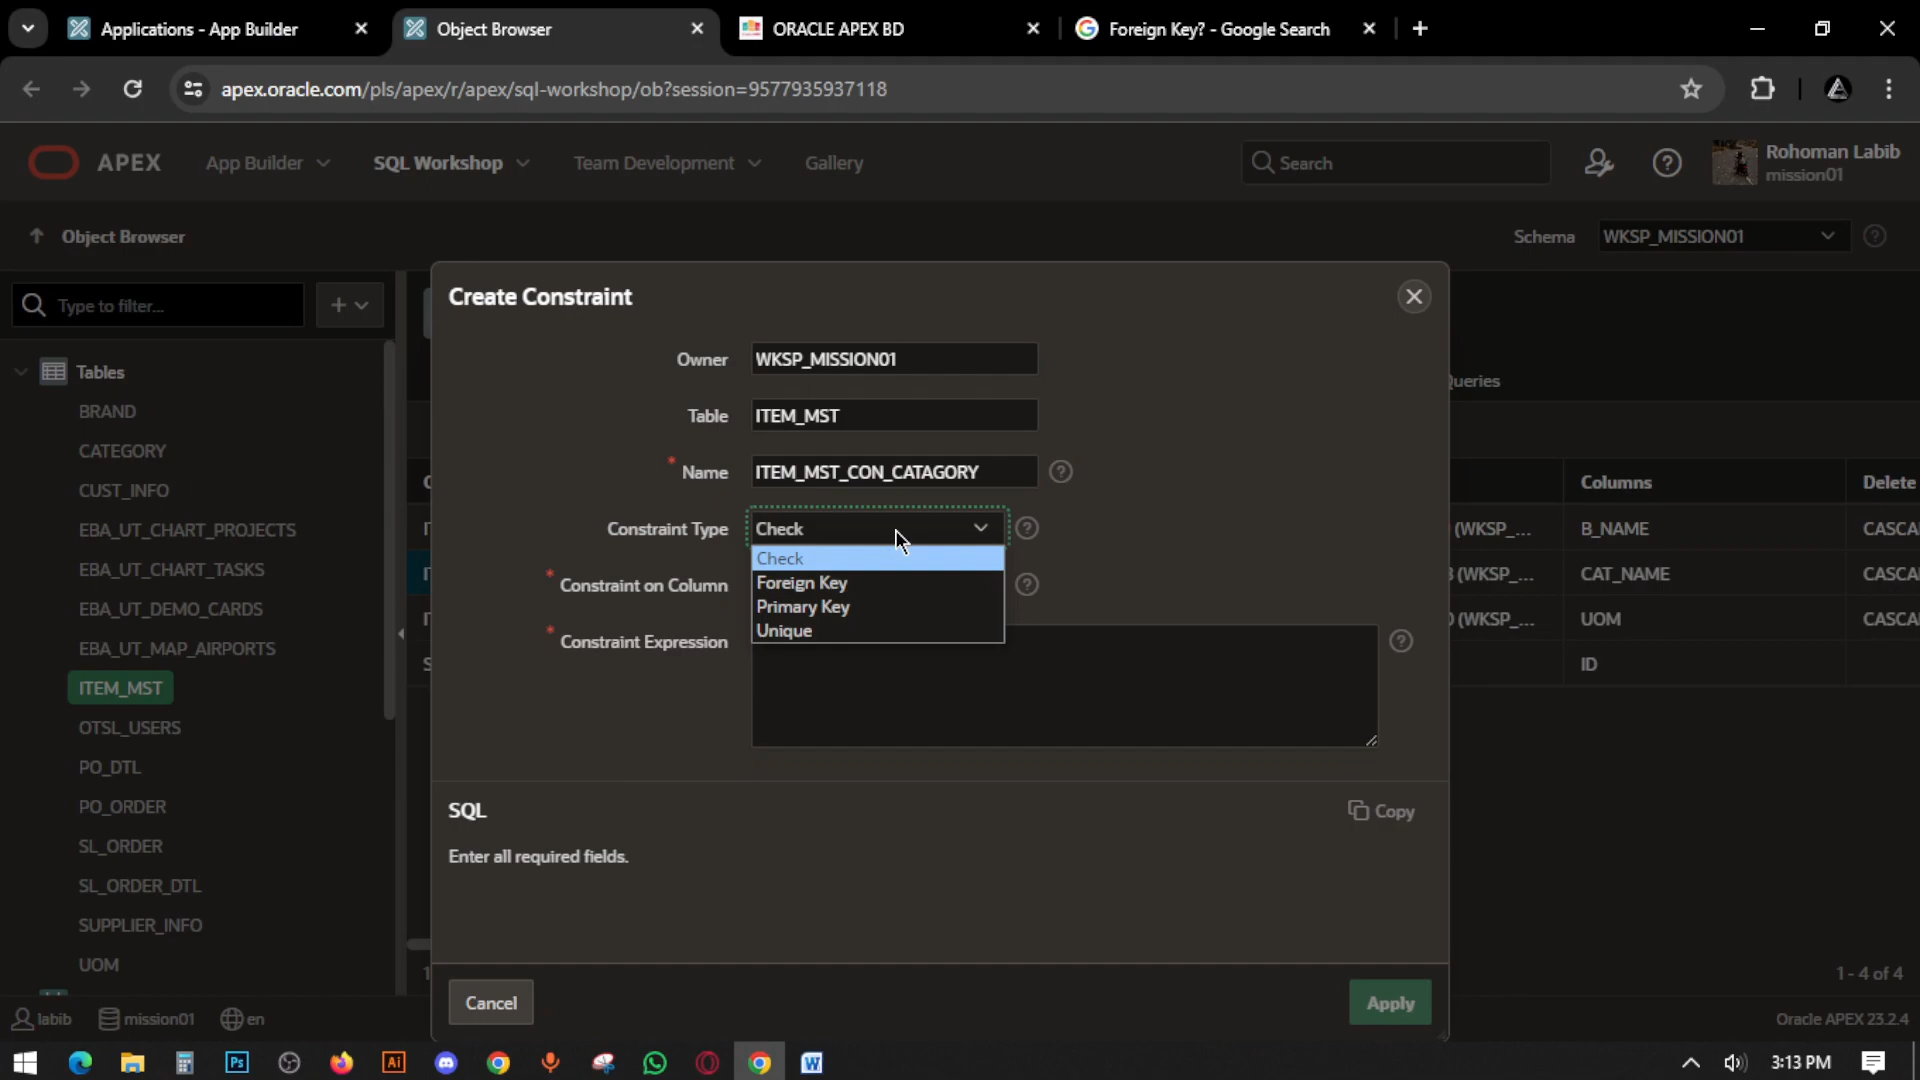 Applications - App Builder
Object Browser
ORACLE APEX BD
Foreign Key? - Google Search
apex.oracle.com/pls/apex/r/apex/sql-workshop/ob?session=9577935937118
APEX
App Builder
SQL Workshop
Team Development
Gallery
Search
Rohoman Labib
mission01
Object Browser
Schema
WKSP_MISSION01
Type to filter...
Create Constraint
Owner
WKSP_MISSION01
Table
ITEM_MST
Name
ITEM_MST_CON_CATAGORY
Constraint Type
Check
Check
Foreign Key
Primary Key
Unique
Constraint on Column
Constraint Expression
SQL
Copy
Enter all required fields.
Cancel
Apply
Tables
BRAND
CATEGORY
CUST_INFO
EBA_UT_CHART_PROJECTS
EBA_UT_CHART_TASKS
EBA_UT_DEMO_CARDS
EBA_UT_MAP_AIRPORTS
ITEM_MST
OTSL_USERS
PO_DTL
PO_ORDER
SL_ORDER
SL_ORDER_DTL
SUPPLIER_INFO
UOM
Queries
Columns
Delete
(WKSP_...
B_NAME
CASCA
(WKSP_...
CAT_NAME
CASCA
(WKSP_...
UOM
CASCA
ID
1 - 4 of 4
labib
mission01
en
Oracle APEX 23.2.4
Ps
Ai
W
3:13 PM